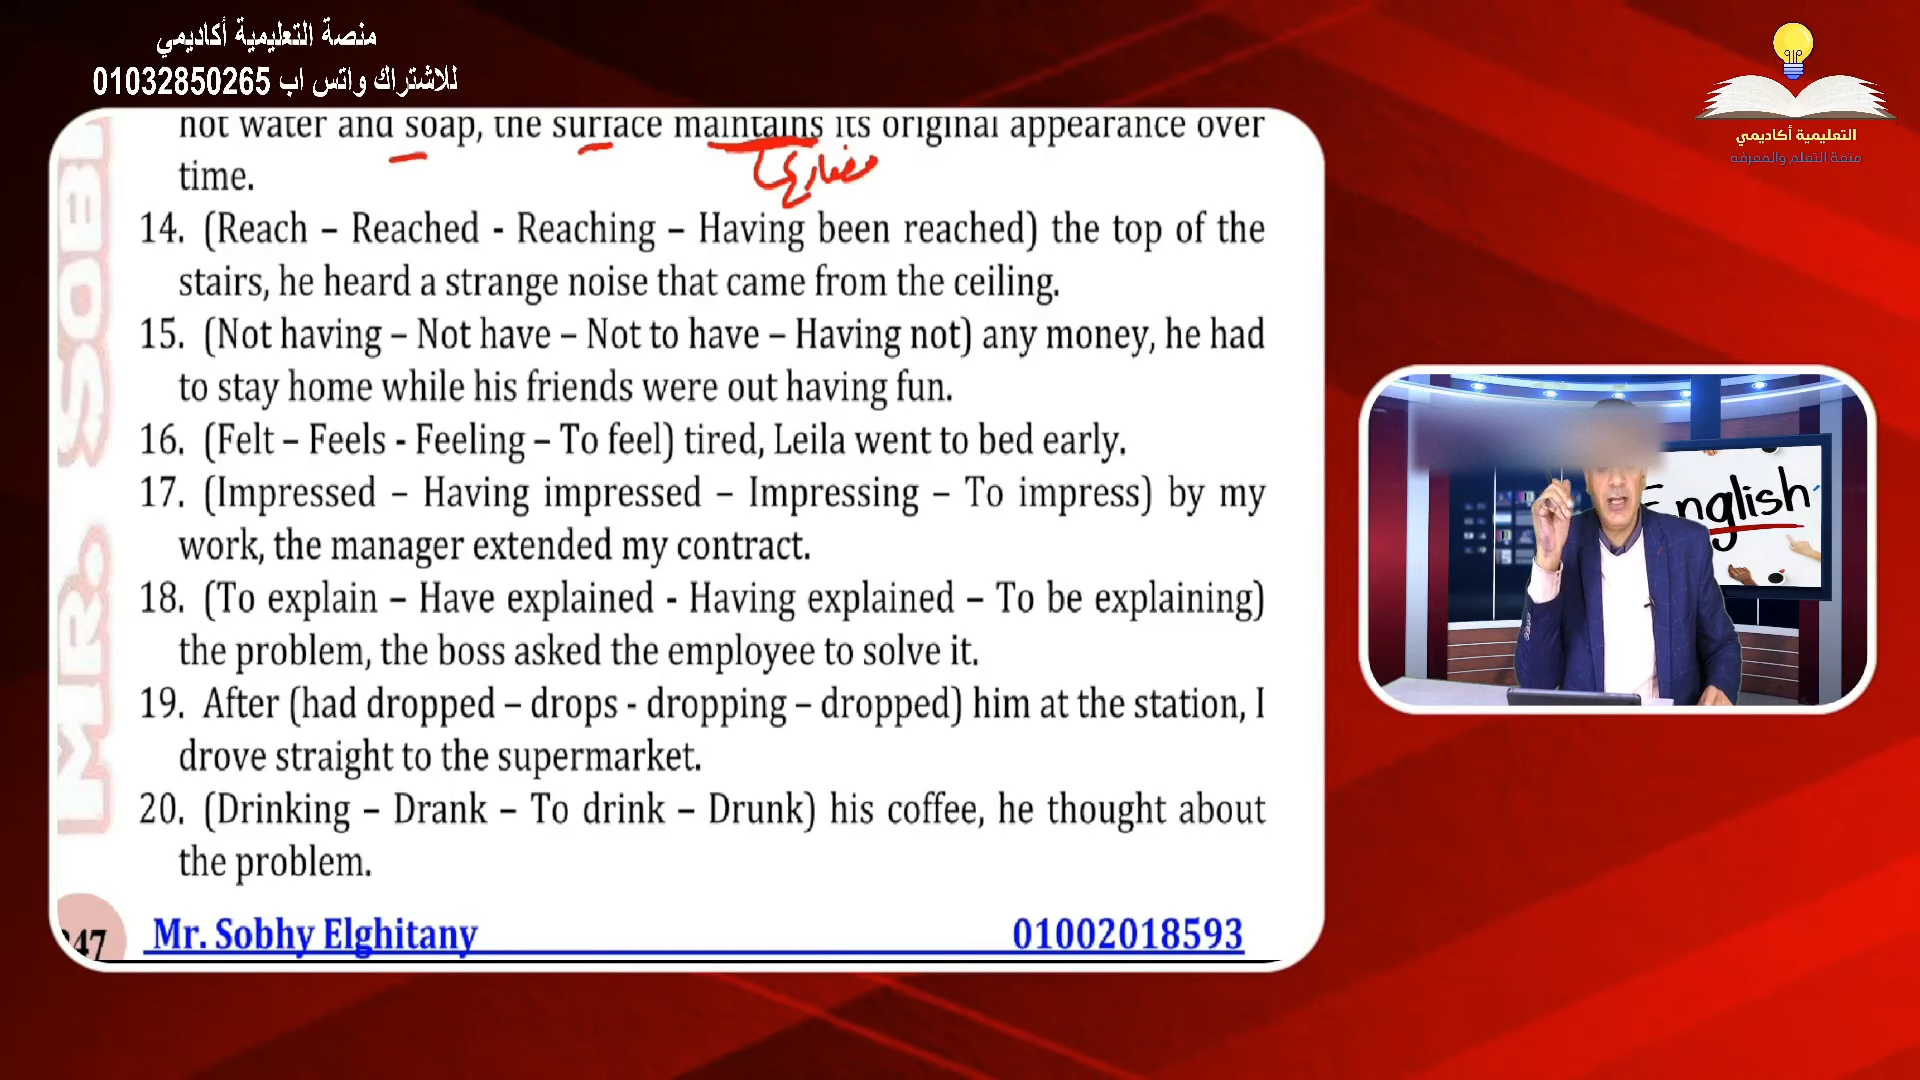 منصة التعليمية أكاديمي
للاشتراك واتس اب 01032850265
التعليمية أكاديمي
متعة التعلم والمعرفه
MR. SOB
not water and soap, the surface maintains its original appearance over
مضارع
time.
14. (Reach – Reached - Reaching – Having been reached) the top of the
stairs, he heard a strange noise that came from the ceiling.
15. (Not having – Not have – Not to have – Having not) any money, he had
to stay home while his friends were out having fun.
16. (Felt – Feels - Feeling – To feel) tired, Leila went to bed early.
17. (Impressed – Having impressed – Impressing – To impress) by my
work, the manager extended my contract.
18. (To explain – Have explained - Having explained – To be explaining)
the problem, the boss asked the employee to solve it.
19. After (had dropped – drops - dropping – dropped) him at the station, I
drove straight to the supermarket.
20. (Drinking – Drank – To drink – Drunk) his coffee, he thought about
the problem.
47
Mr. Sobhy Elghitany 01002018593
English